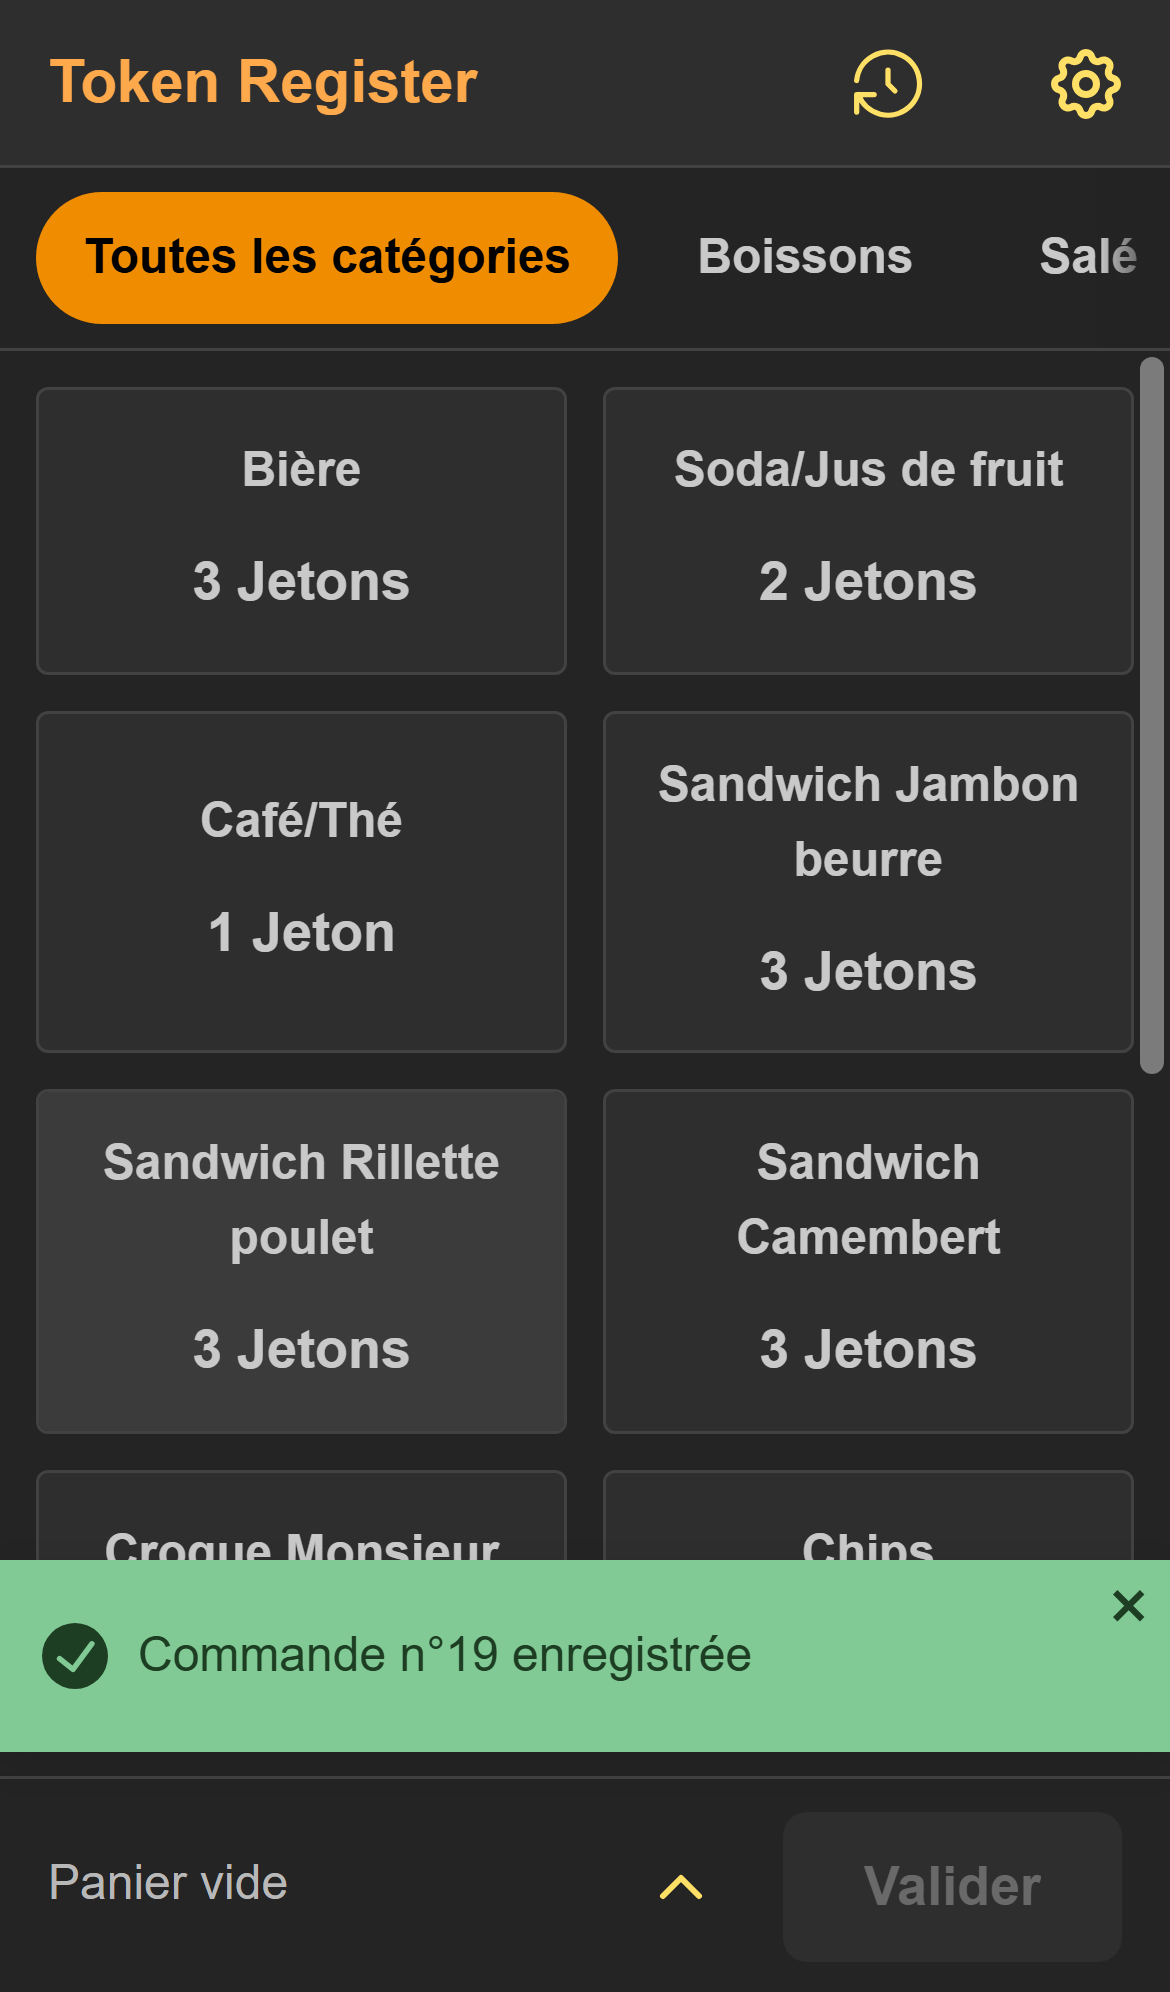 Token Register
Toutes les catégories
Boissons
Salé
Bière
3 Jetons
Soda/Jus de fruit
2 Jetons
Café/Thé
1 Jeton
Sandwich Jambon
beurre
3 Jetons
Sandwich Rillette
poulet
3 Jetons
Sandwich
Camembert
3 Jetons
Croque Monsieur
Chips
Commande n°19 enregistrée
Panier vide
Valider